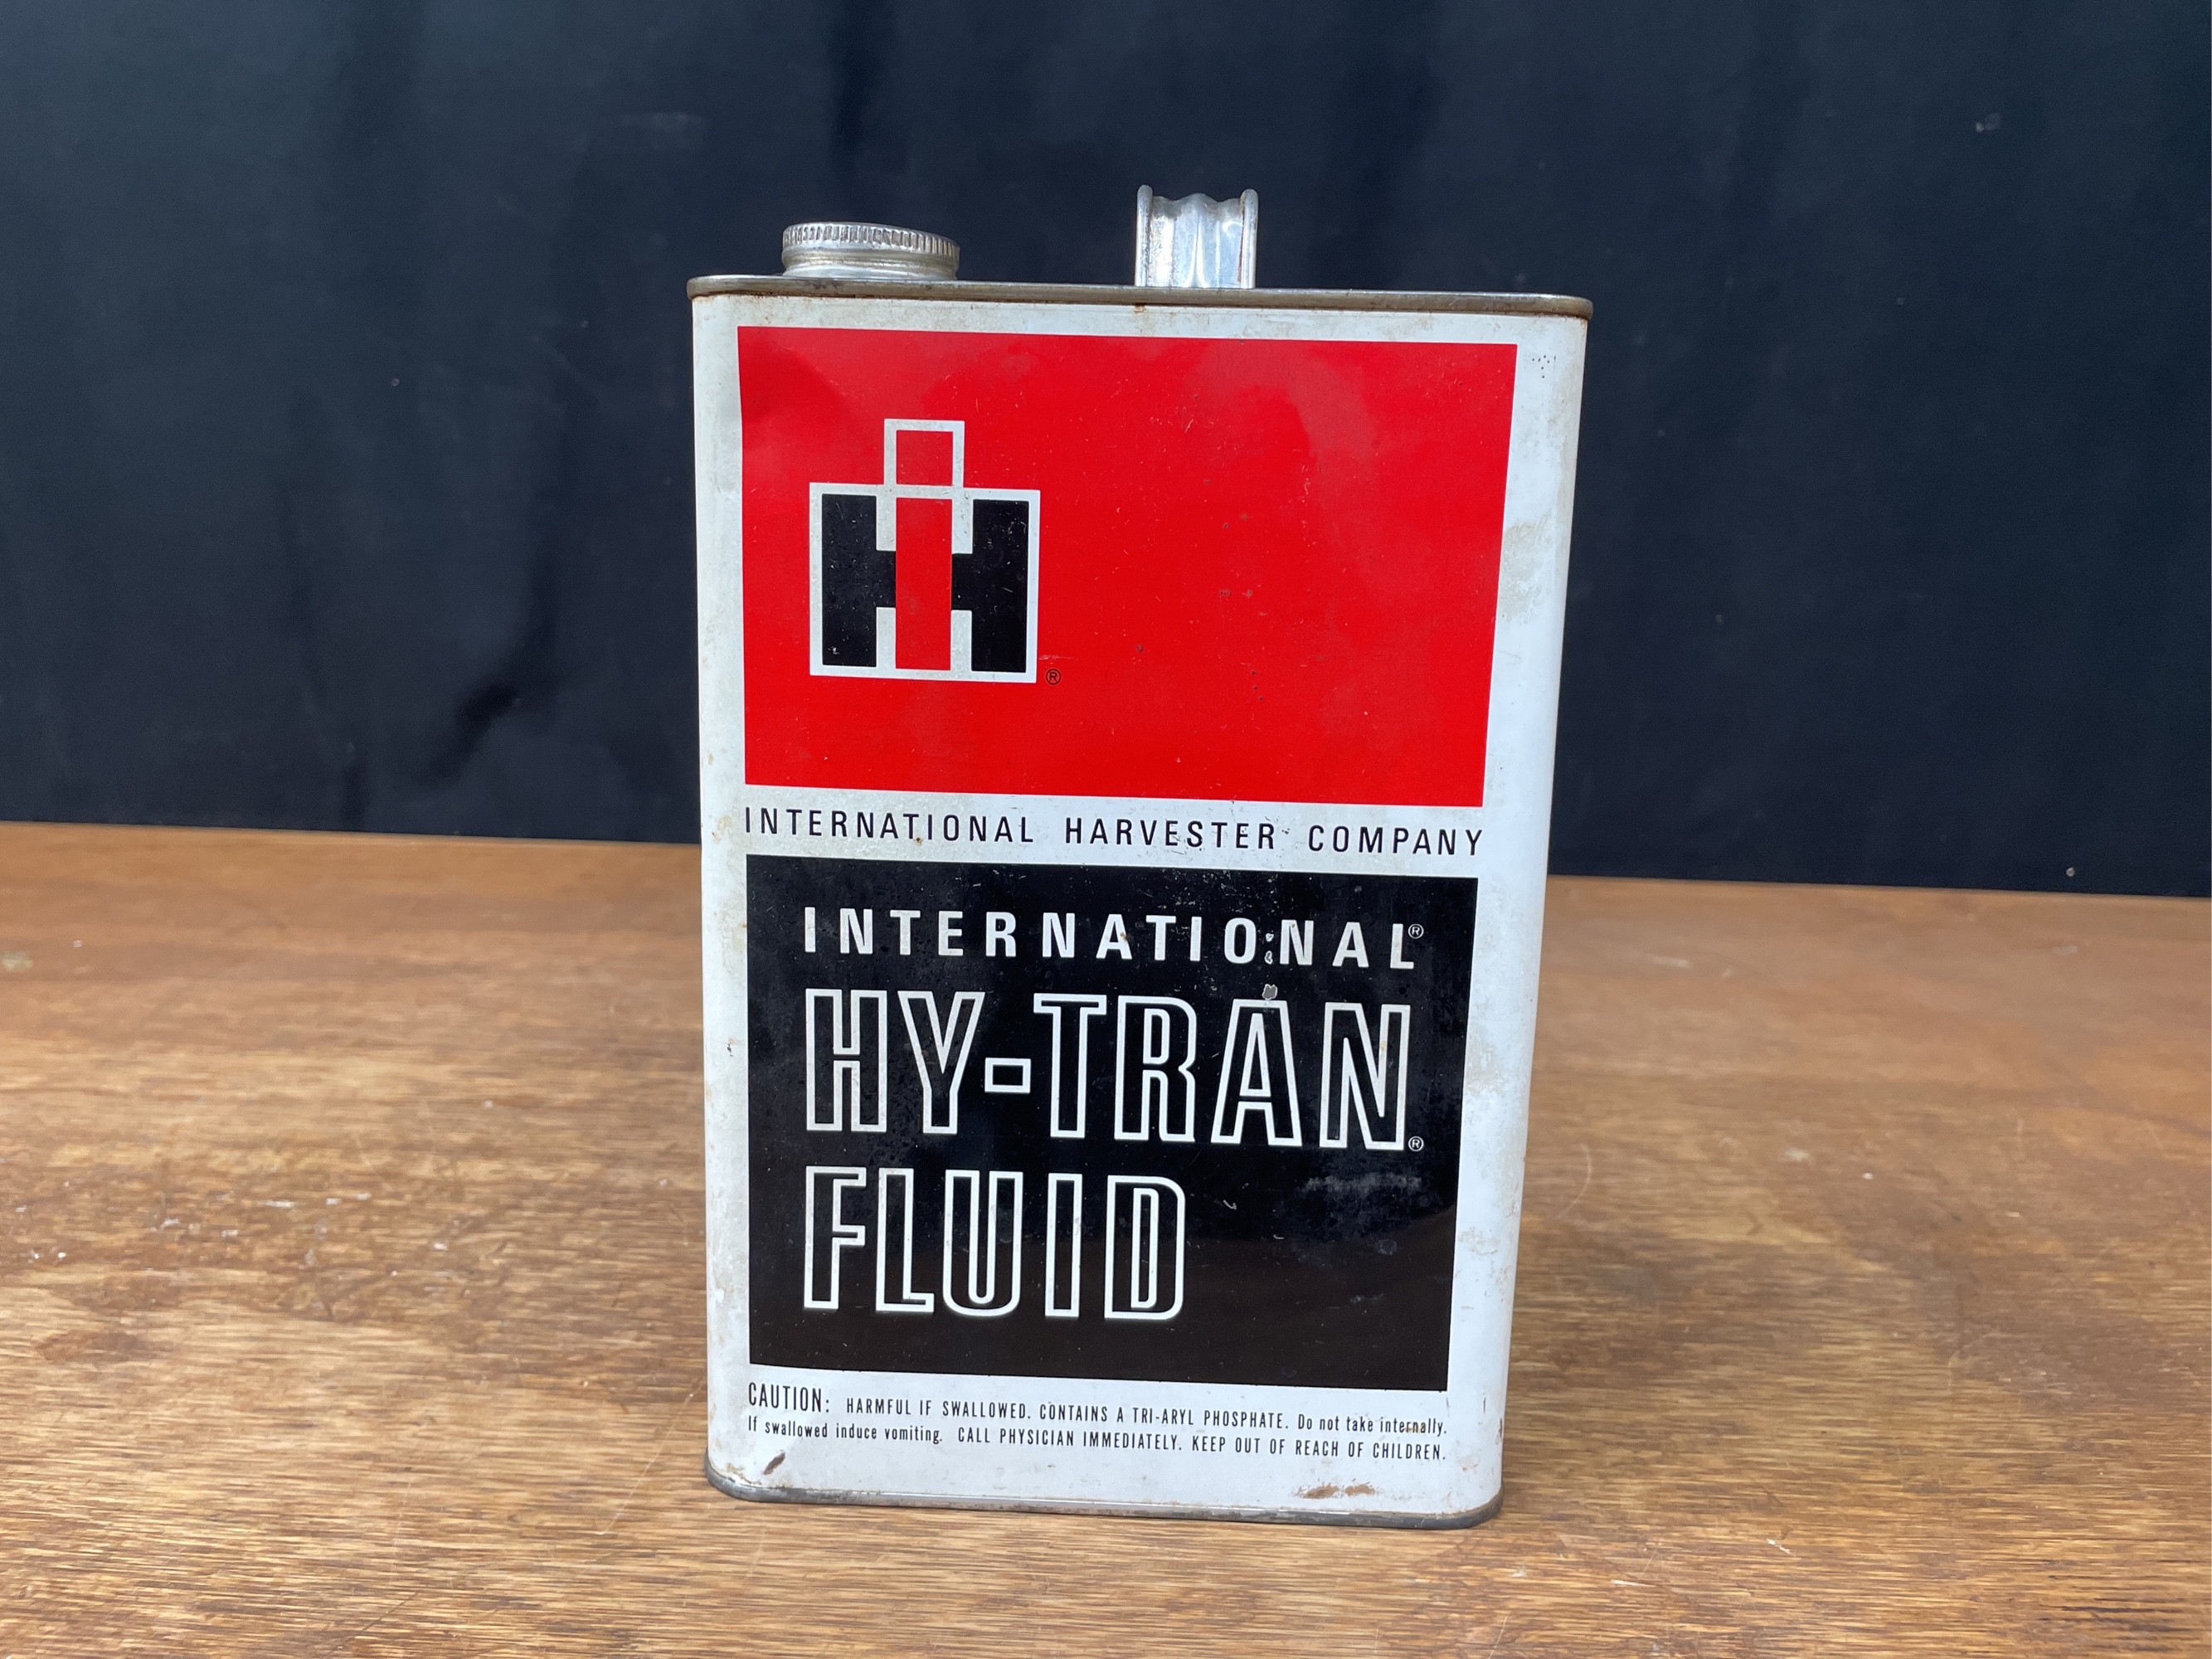 IH®
INTERNATIONAL HARVESTER COMPANY
INTERNATIONAL®
HY-TRAN®
FLUID
CAUTION: HARMFUL IF SWALLOWED. CONTAINS A TRI-ARYL PHOSPHATE. Do not take internally.
If swallowed induce vomiting. CALL PHYSICIAN IMMEDIATELY. KEEP OUT OF REACH OF CHILDREN.